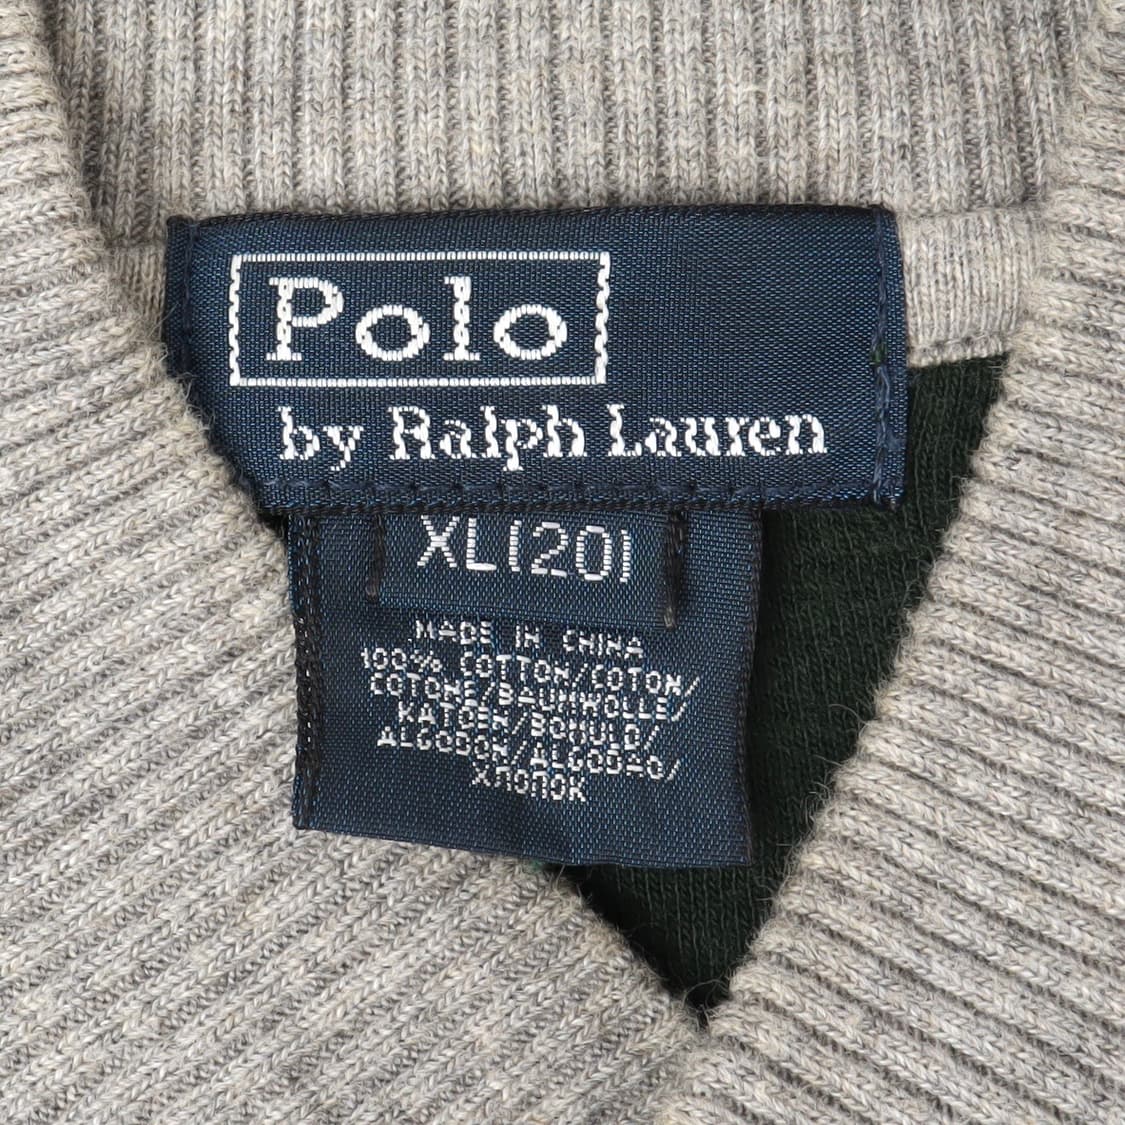 Polo
by Ralph Lauren
XL(20)
MADE IN CHINA
100% COTTON/COTON/
COTONE/BAUMWOLLE/
KATOEN/BOMULD/
ALGODON/ALGODAO/
ХЛОПОК